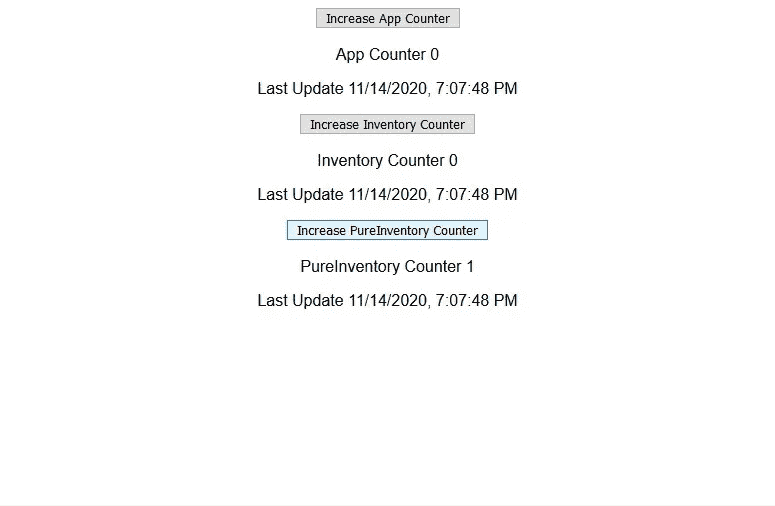 Increase App Counter
App Counter 0
Last Update 11/14/2020, 7:07:48 PM
Increase Inventory Counter
Inventory Counter 0
Last Update 11/14/2020, 7:07:48 PM
Increase PureInventory Counter
PureInventory Counter 1
Last Update 11/14/2020, 7:07:48 PM